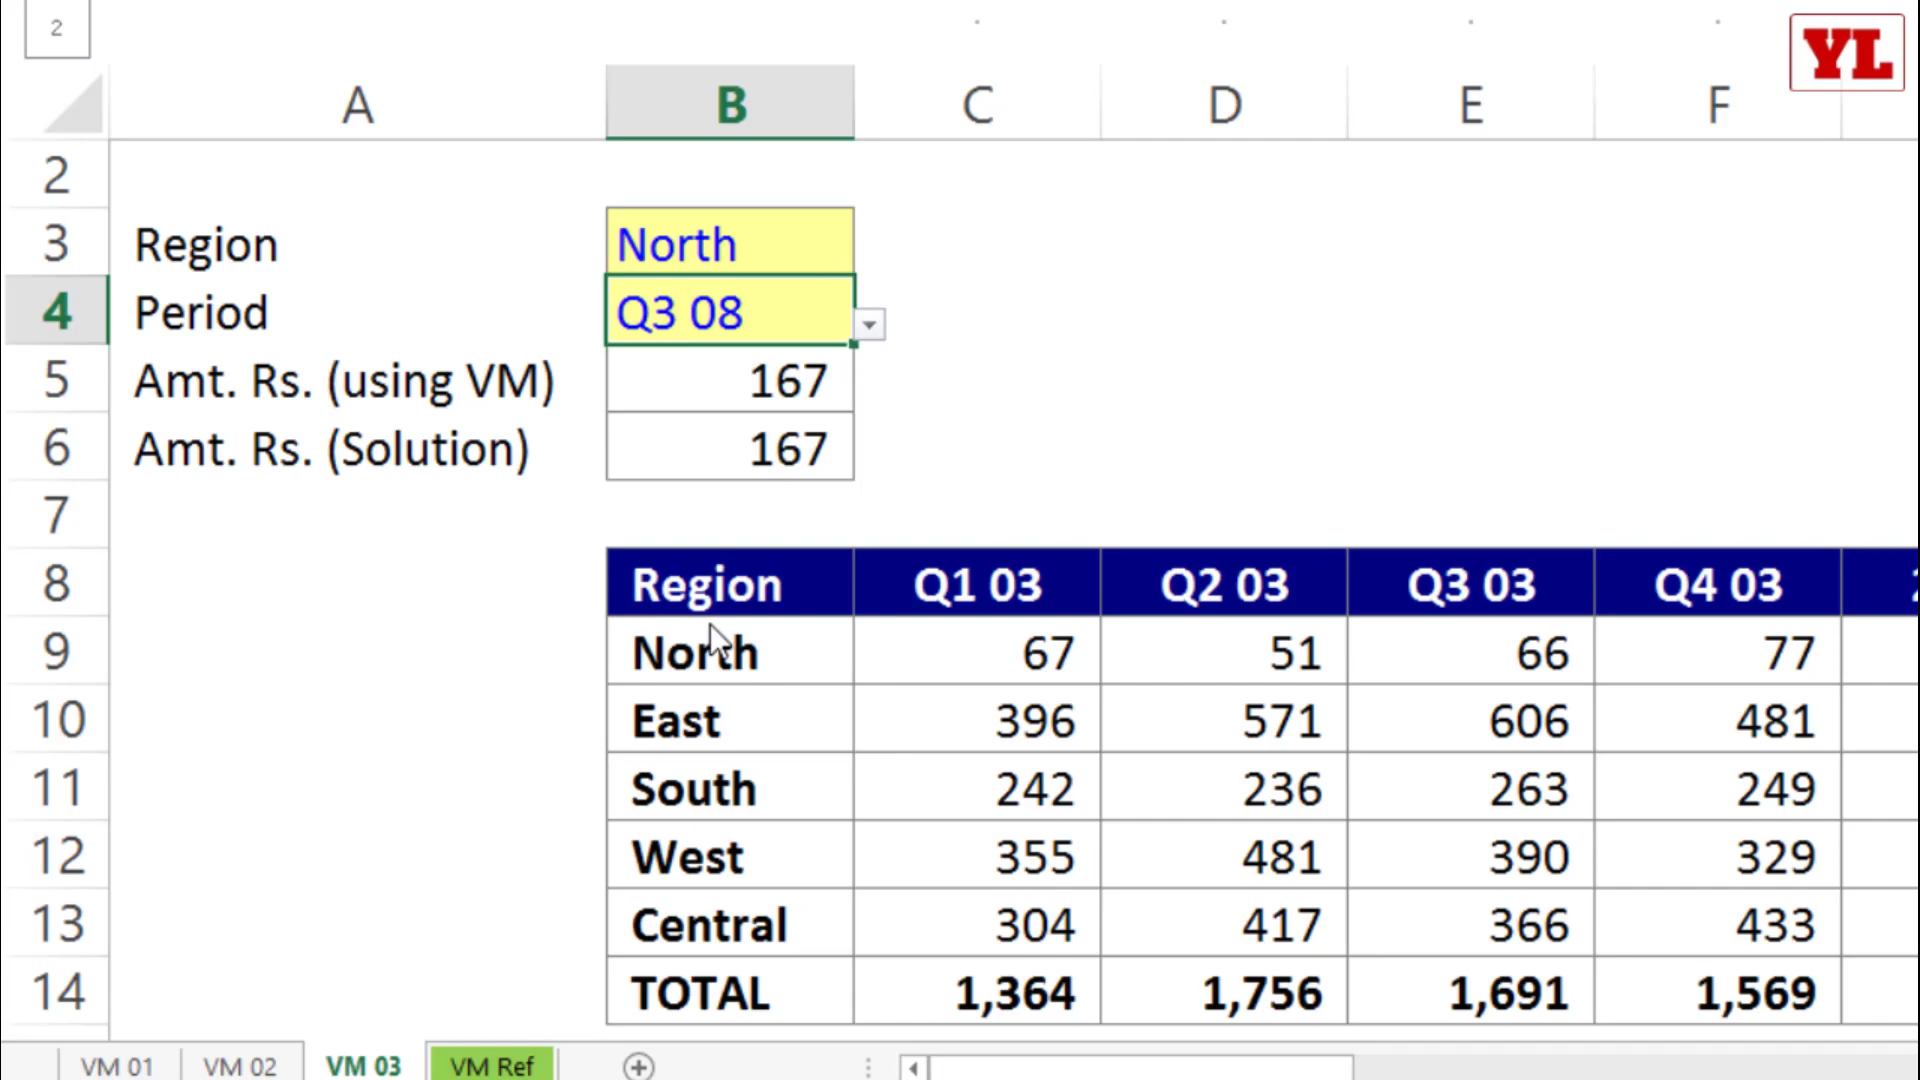 2
YL
A B C D E F
2
3 Region North
4 Period Q3 08
5 Amt. Rs. (using VM) 167
6 Amt. Rs. (Solution) 167
7
8 Region Q1 03 Q2 03 Q3 03 Q4 03
9 North 67 51 66 77
10 East 396 571 606 481
11 South 242 236 263 249
12 West 355 481 390 329
13 Central 304 417 366 433
14 TOTAL 1,364 1,756 1,691 1,569
VM 01 VM 02 VM 03 VM Ref